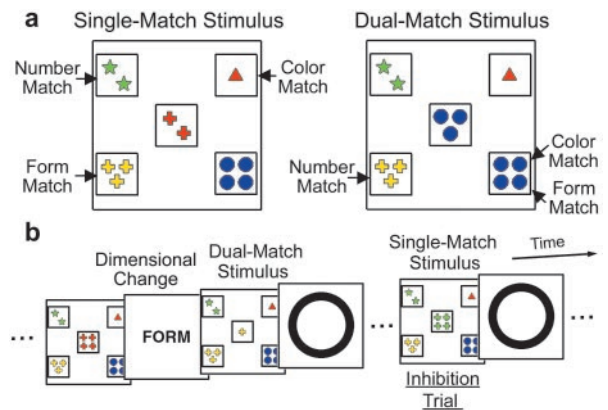 a
Single-Match Stimulus
Dual-Match Stimulus
Number
Match
Color
Match
Form
Match
Number
Match
Color
Match
Form
Match
b
Dimensional
Change
Dual-Match
Stimulus
Single-Match
Stimulus
Time
...
FORM
...
...
Inhibition
Trial